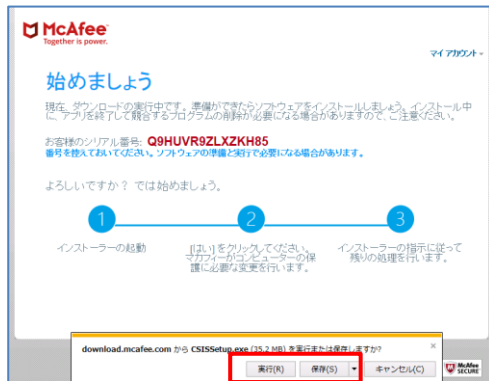 McAfee
Together is power.
マイ アカウント
始めましょう
現在、ダウンロードの実行中です。準備ができたらソフトウェアをインストールしましょう。インストール中
に、アプリを終了して競合するプログラムの削除が必要になる場合がありますので、ご注意ください。
お客様のシリアル番号: Q9HUVR9ZLXZKH85
番号を控えておいてください。ソフトウェアの準備と実行で必要になる場合があります。
よろしいですか? では始めましょう。
1 2 3
インストーラーの起動
[はい] をクリックしてください。
マカフィーがコンピューターの保
護に必要な変更を行います。
インストーラーの指示に従って
残りの処理を行います。
download.mcafee.com から CSISSetup.exe (35.2 MB) を実行または保存しますか?
×
実行(R) 保存(S) キャンセル(C)
McAfee
SECURE